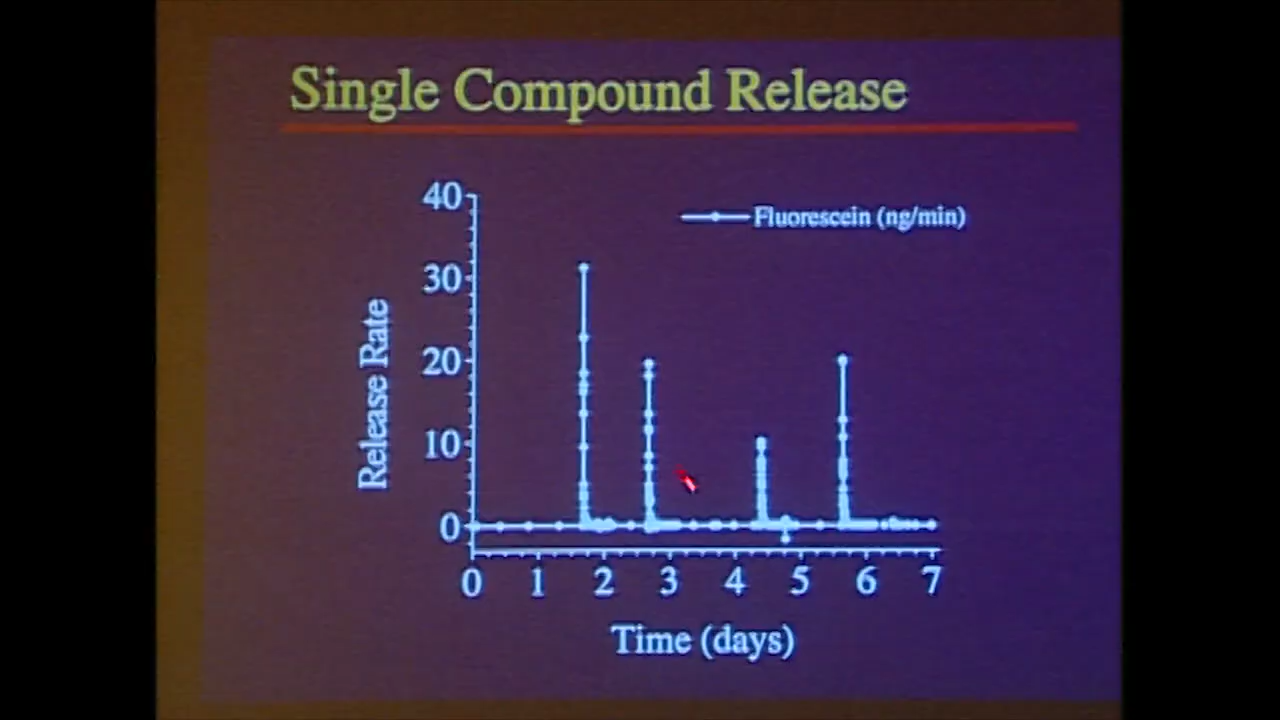 Single Compound Release
Fluorescein (ng/min)
Release Rate
40
30
20
10
0
0 1 2 3 4 5 6 7
Time (days)